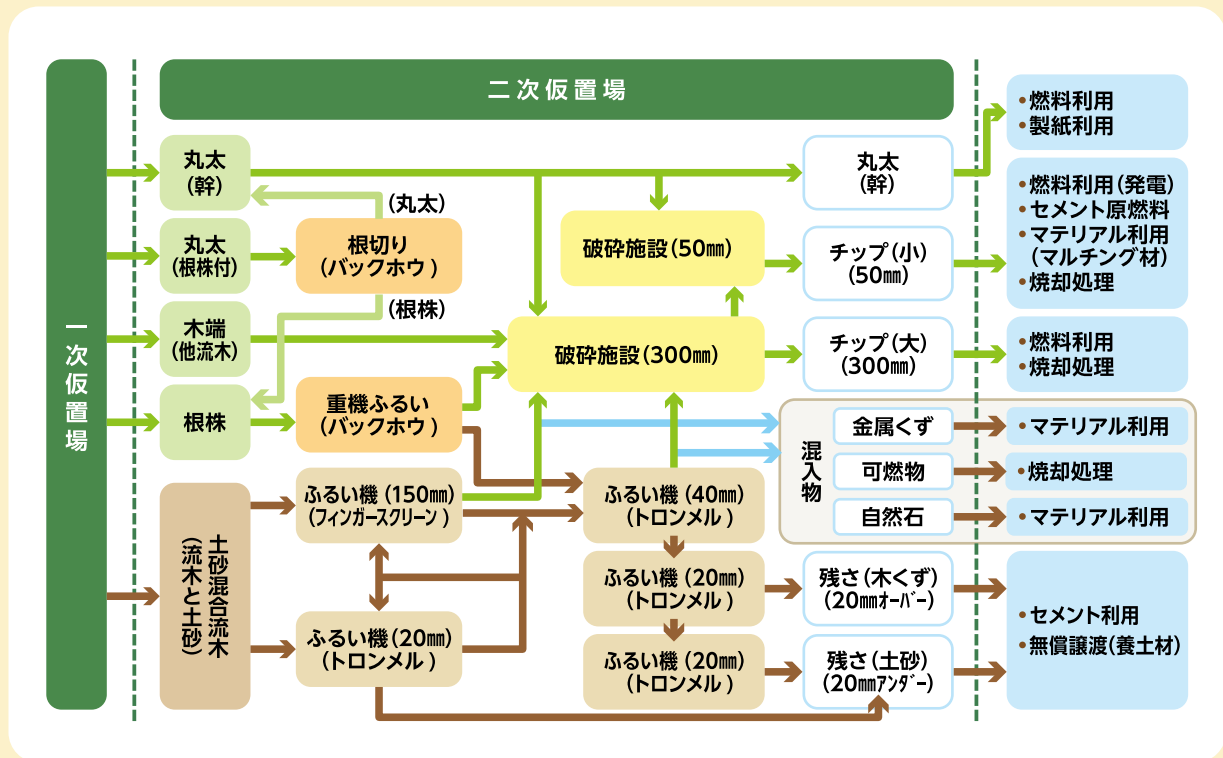 一次仮置場
二次仮置場
丸太
(幹)
丸太
(根株付)
木端
(他流木)
根株
土砂混合流木
(流木と土砂)
(丸太)
根切り
(バックホウ)
(根株)
重機ふるい
(バックホウ)
ふるい機(150㎜)
(フィンガースクリーン)
ふるい機(20㎜)
(トロンメル)
破砕施設(50㎜)
破砕施設(300㎜)
ふるい機(40㎜)
(トロンメル)
ふるい機(20㎜)
(トロンメル)
ふるい機(20㎜)
(トロンメル)
丸太
(幹)
チップ(小)
(50㎜)
チップ(大)
(300㎜)
混入物
金属くず
可燃物
自然石
残さ(木くず)
(20㎜オーバー)
残さ(土砂)
(20㎜アンダー)
•燃料利用
•製紙利用
•燃料利用(発電)
•セメント原燃料
•マテリアル利用
(マルチング材)
•焼却処理
•燃料利用
•焼却処理
•マテリアル利用
•焼却処理
•マテリアル利用
•セメント利用
•無償譲渡(養土材)